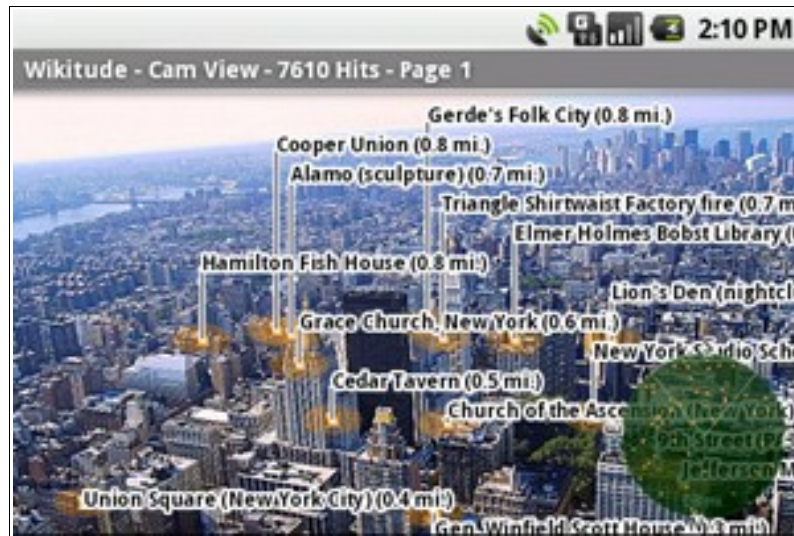 2:10 PM
Wikitude - Cam View - 7610 Hits - Page 1
Gerde's Folk City (0.8 mi.)
Cooper Union (0.8 mi.)
Alamo (sculpture) (0.7 mi.)
Triangle Shirtwaist Factory fire (0.7 m
Elmer Holmes Bobst Library (
Hamilton Fish House (0.8 mi.)
Lion's Den (nightcl
Grace Church, New York (0.6 mi.)
New York Studio Scho
Cedar Tavern (0.5 mi.)
Church of the Ascension (New York)
9th Street (P
Jefferson M
Union Square (New York City) (0.4 mi.)
Gen. Winfield Scott House (0.3 mi.)